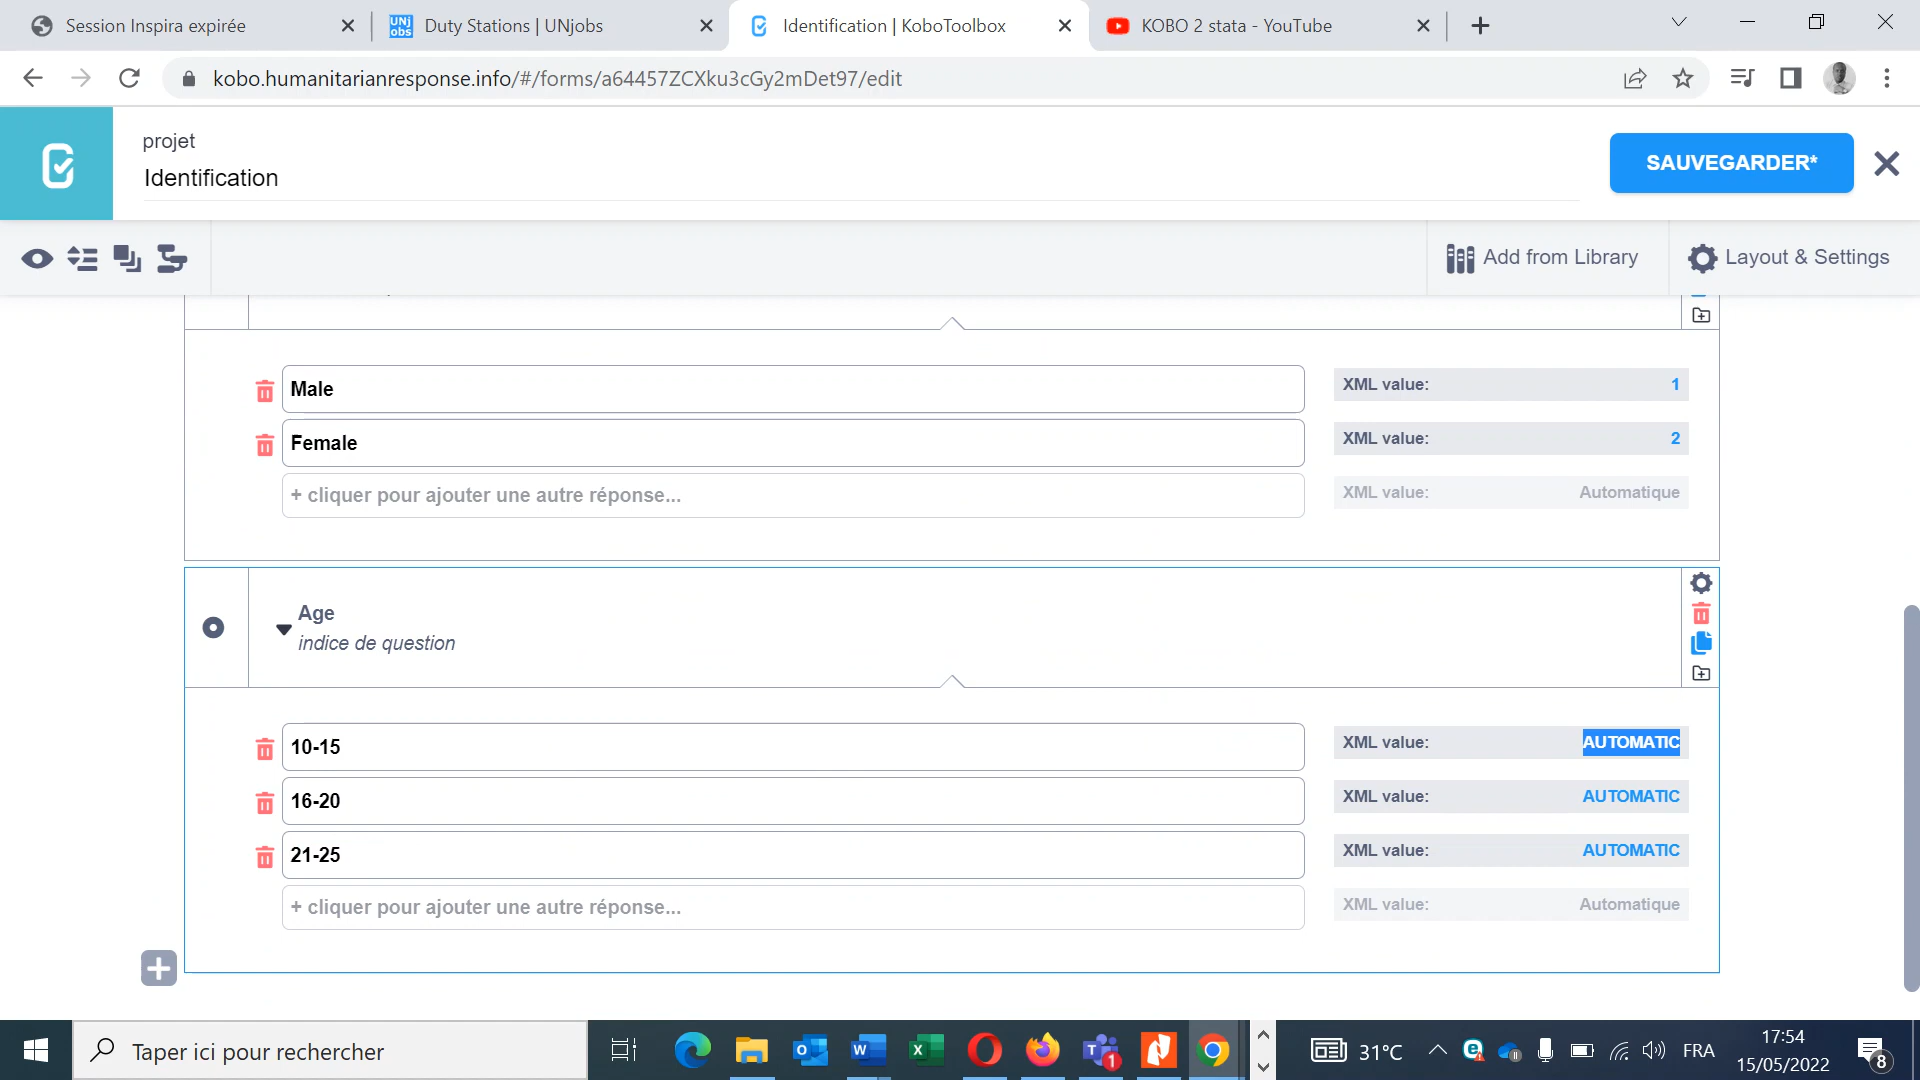 Session Inspira expirée
UNjobs
Duty Stations | UNjobs
Identification | KoboToolbox
KOBO 2 stata - YouTube
kobo.humanitarianresponse.info/#/forms/a64457ZCXku3cGy2mDet97/edit
projet
Identification
SAUVEGARDER*
Add from Library
Layout & Settings
Male
XML value: 1
Female
XML value: 2
+ cliquer pour ajouter une autre réponse...
XML value: Automatique
Age
indice de question
10-15
XML value: AUTOMATIC
16-20
XML value: AUTOMATIC
21-25
XML value: AUTOMATIC
+ cliquer pour ajouter une autre réponse...
XML value: Automatique
Taper ici pour rechercher
1
31°C
FRA
17:54
15/05/2022
8